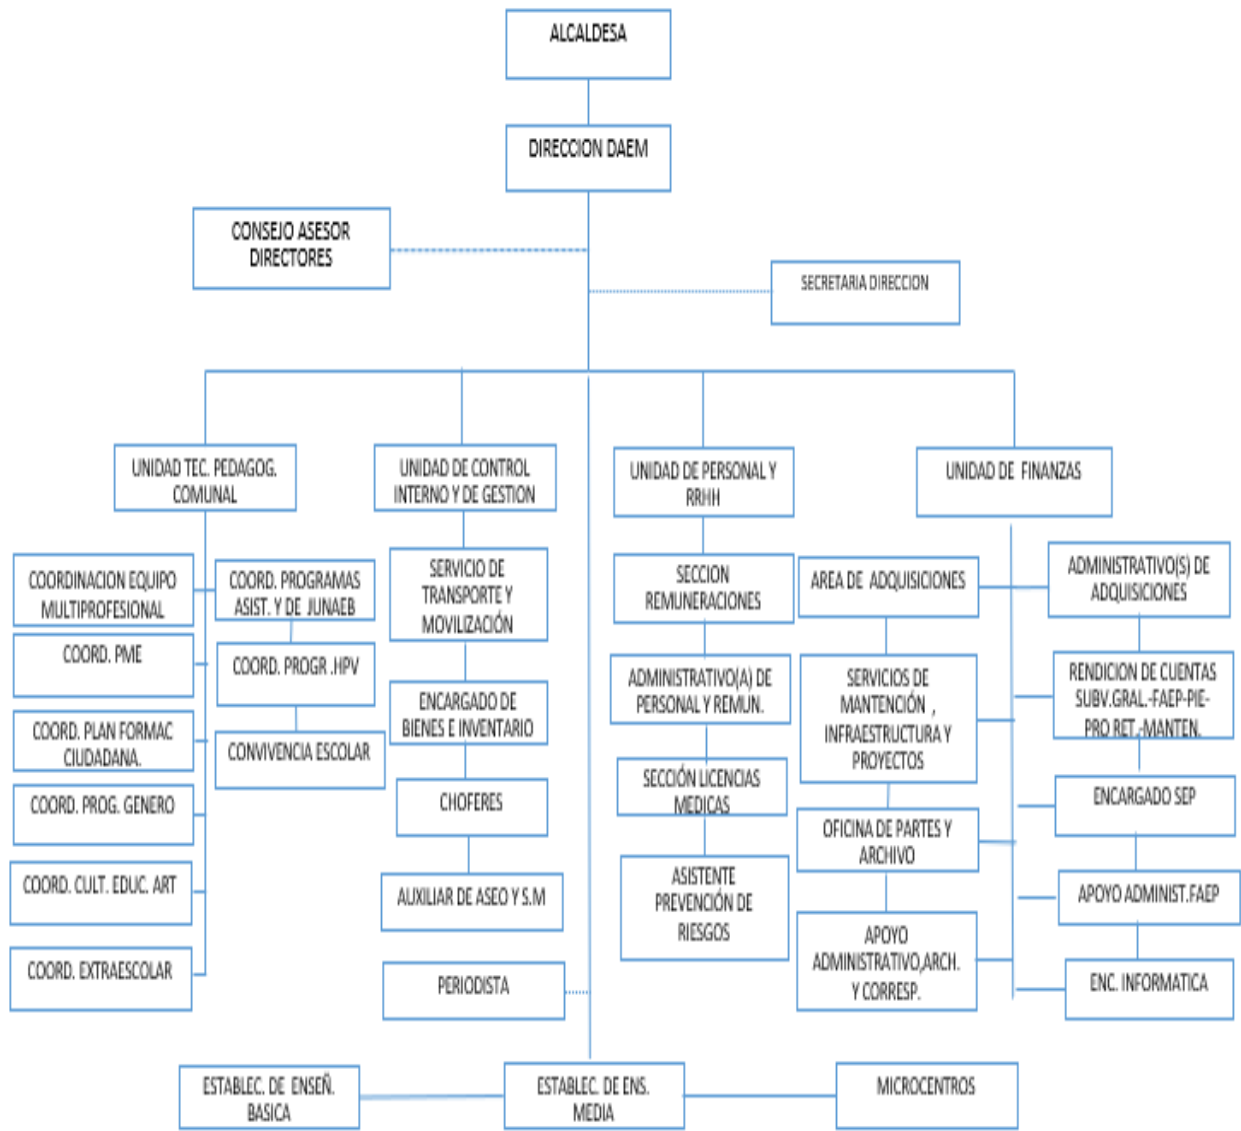 ALCALDESA
DIRECCION DAEM
CONSEJO ASESOR
DIRECTORES
SECRETARIA DIRECCION
UNIDAD TEC. PEDAGOG.
COMUNAL
UNIDAD DE CONTROL
INTERNO Y DE GESTION
UNIDAD DE PERSONAL Y
RRHH
UNIDAD DE FINANZAS
COORDINACION EQUIPO
MULTIPROFESIONAL
COORD. PME
COORD. PLAN FORMAC
CIUDADANA.
COORD. PROG. GENERO
COORD. CULT. EDUC. ART
COORD. EXTRAESCOLAR
COORD. PROGRAMAS
ASIST. Y DE JUNAEB
COORD. PROGR .HPV
CONVIVENCIA ESCOLAR
SERVICIO DE
TRANSPORTE Y
MOVILIZACIÓN
ENCARGADO DE
BIENES E INVENTARIO
CHOFERES
AUXILIAR DE ASEO Y S.M
PERIODISTA
SECCION
REMUNERACIONES
ADMINISTRATIVO(A) DE
PERSONAL Y REMUN.
SECCIÓN LICENCIAS
MEDICAS
ASISTENTE
PREVENCIÓN DE
RIESGOS
AREA DE ADQUISICIONES
SERVICIOS DE
MANTENCIÓN ,
INFRAESTRUCTURA Y
PROYECTOS
OFICINA DE PARTES Y
ARCHIVO
APOYO
ADMINISTRATIVO,ARCH.
Y CORRESP.
ADMINISTRATIVO(S) DE
ADQUISICIONES
RENDICION DE CUENTAS
SUBV.GRAL.-FAEP-PIE-
PRO RET.-MANTEN.
ENCARGADO SEP
APOYO ADMINIST.FAEP
ENC. INFORMATICA
ESTABLEC. DE ENSEÑ.
BASICA
ESTABLEC. DE ENS.
MEDIA
MICROCENTROS